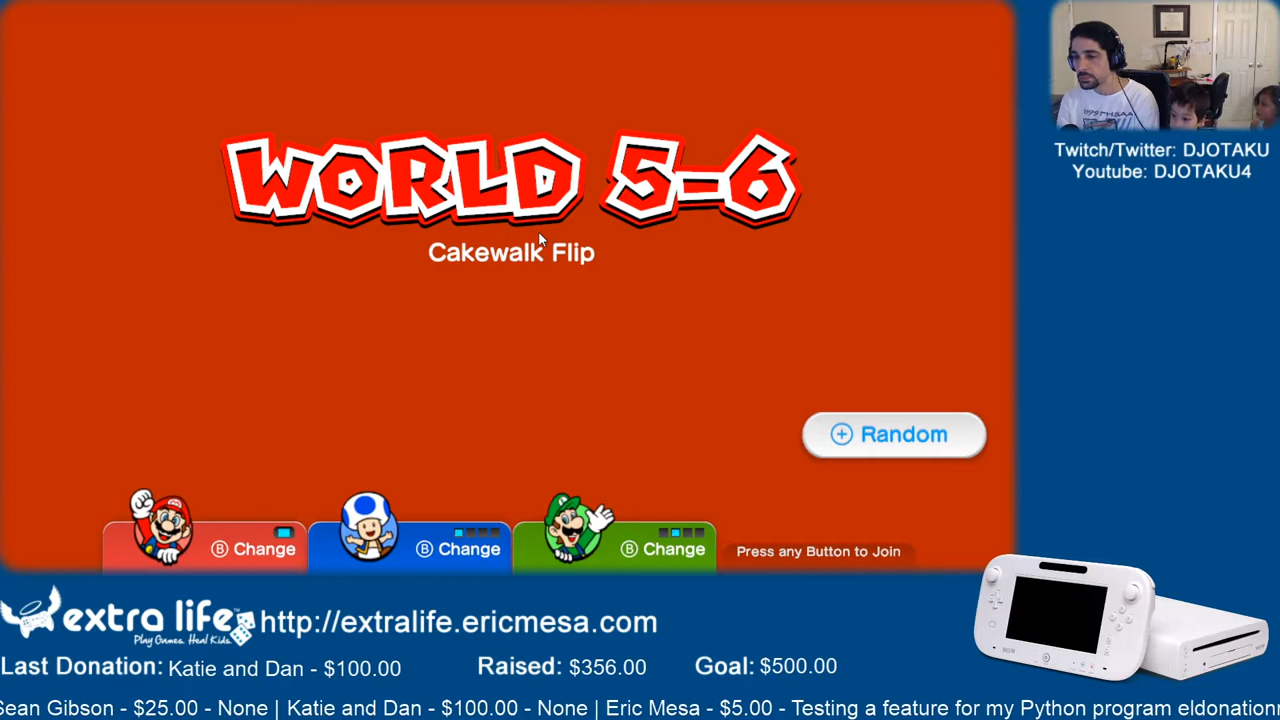 WORLD 5-6
Cakewalk Flip
+ Random
B Change
B Change
B Change
Press any Button to Join
Twitch/Twitter: DJOTAKU
Youtube: DJOTAKU4
extra life
Play Games. Heal Kids.
http://extralife.ericmesa.com
Last Donation: Katie and Dan - $100.00
Raised: $356.00
Goal: $500.00
Sean Gibson - $25.00 - None | Katie and Dan - $100.00 - None | Eric Mesa - $5.00 - Testing a feature for my Python program eldonation